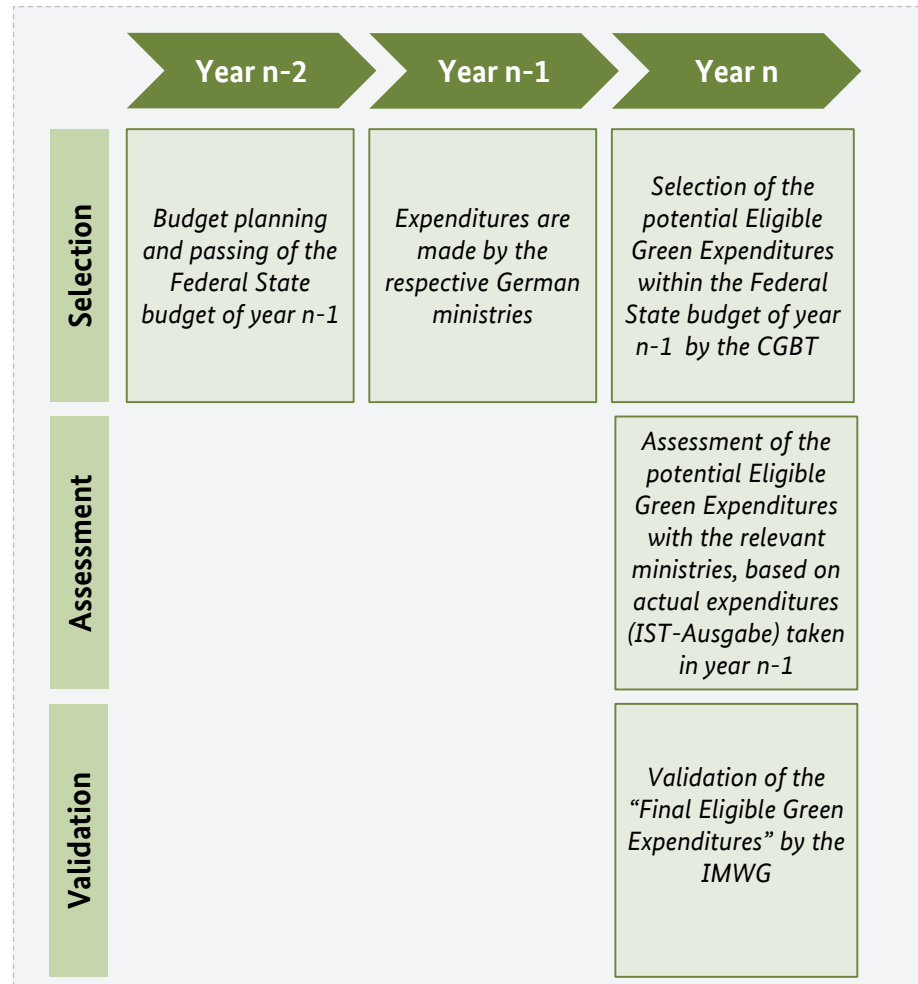 Year n-2
Year n-1
Year n
Selection
Budget planning
and passing of the
Federal State
budget of year n-1
Expenditures are
made by the
respective German
ministries
Selection of the
potential Eligible
Green Expenditures
within the Federal
State budget of year
n-1 by the CGBT
Assessment
Assessment of the
potential Eligible
Green Expenditures
with the relevant
ministries, based on
actual expenditures
(IST-Ausgabe) taken
in year n-1
Validation
Validation of the
“Final Eligible Green
Expenditures” by the
IMWG